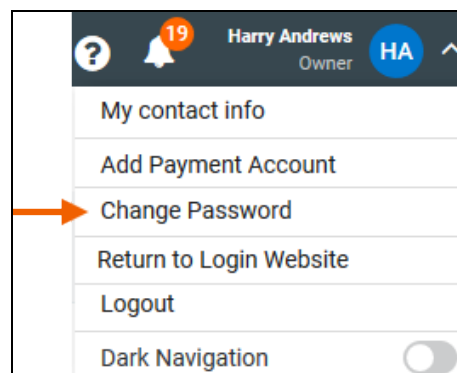 ?
19
Harry Andrews
Owner
HA
My contact info
Add Payment Account
Change Password
Return to Login Website
Logout
Dark Navigation